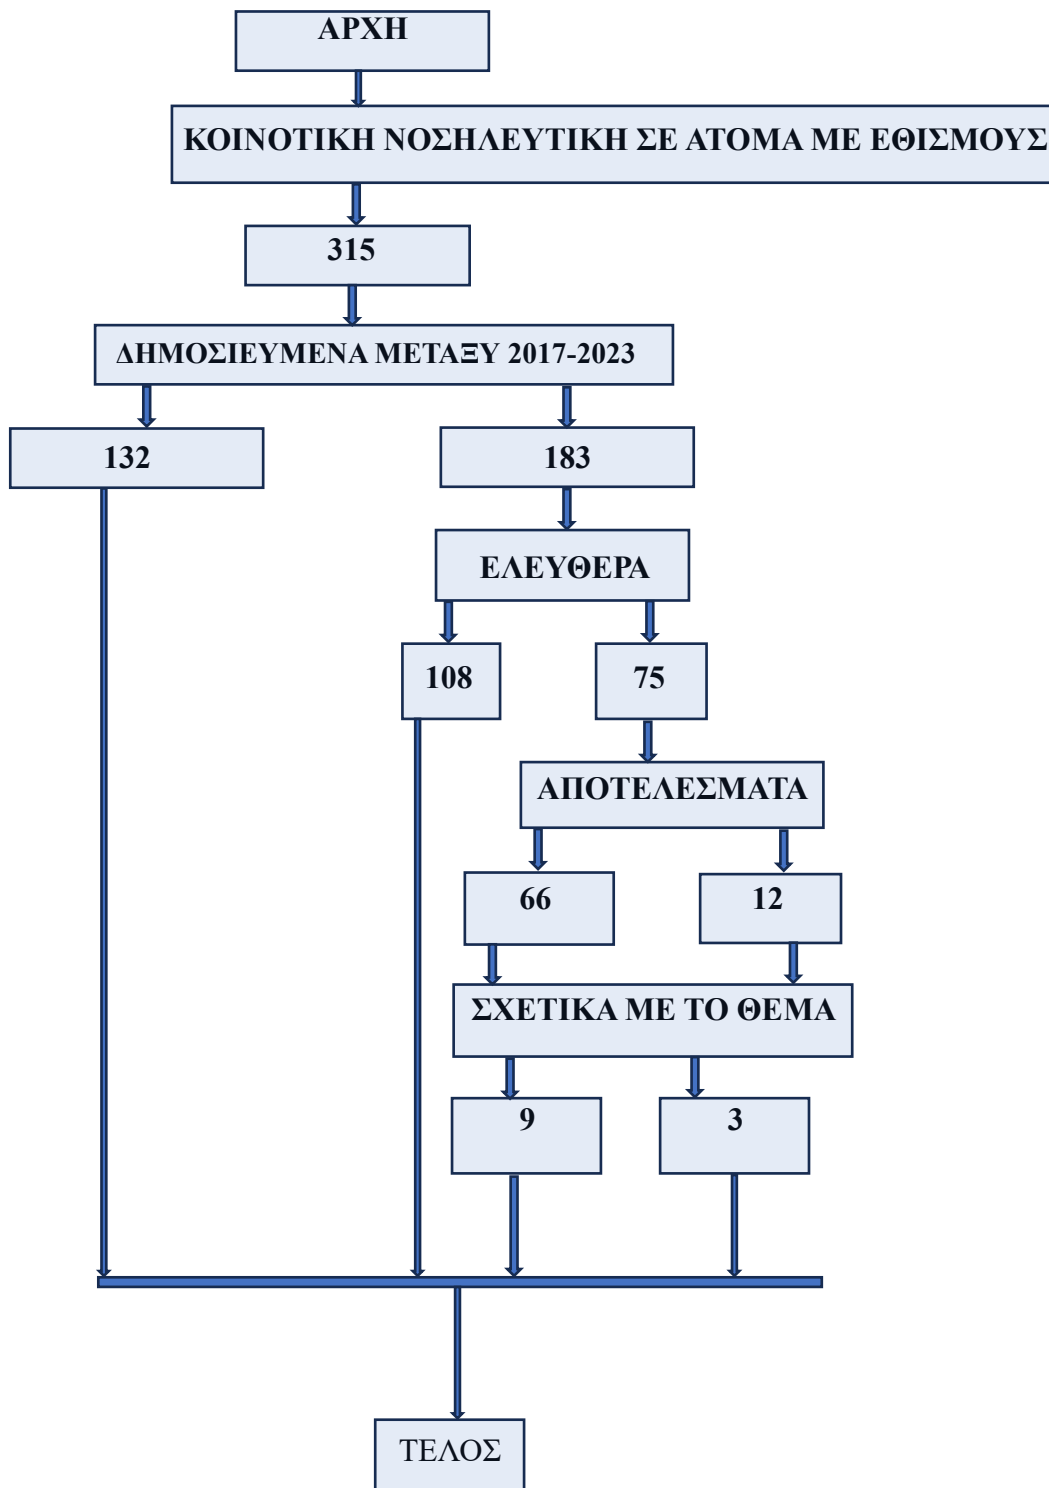 ΑΡΧΗ
ΚΟΙΝΟΤΙΚΗ ΝΟΣΗΛΕΥΤΙΚΗ ΣΕ ΑΤΟΜΑ ΜΕ ΕΘΙΣΜΟΥΣ
315
ΔΗΜΟΣΙΕΥΜΕΝΑ ΜΕΤΑΞΥ 2017-2023
132
183
ΕΛΕΥΘΕΡΑ
108
75
ΑΠΟΤΕΛΕΣΜΑΤΑ
66
12
ΣΧΕΤΙΚΑ ΜΕ ΤΟ ΘΕΜΑ
9
3
ΤΕΛΟΣ